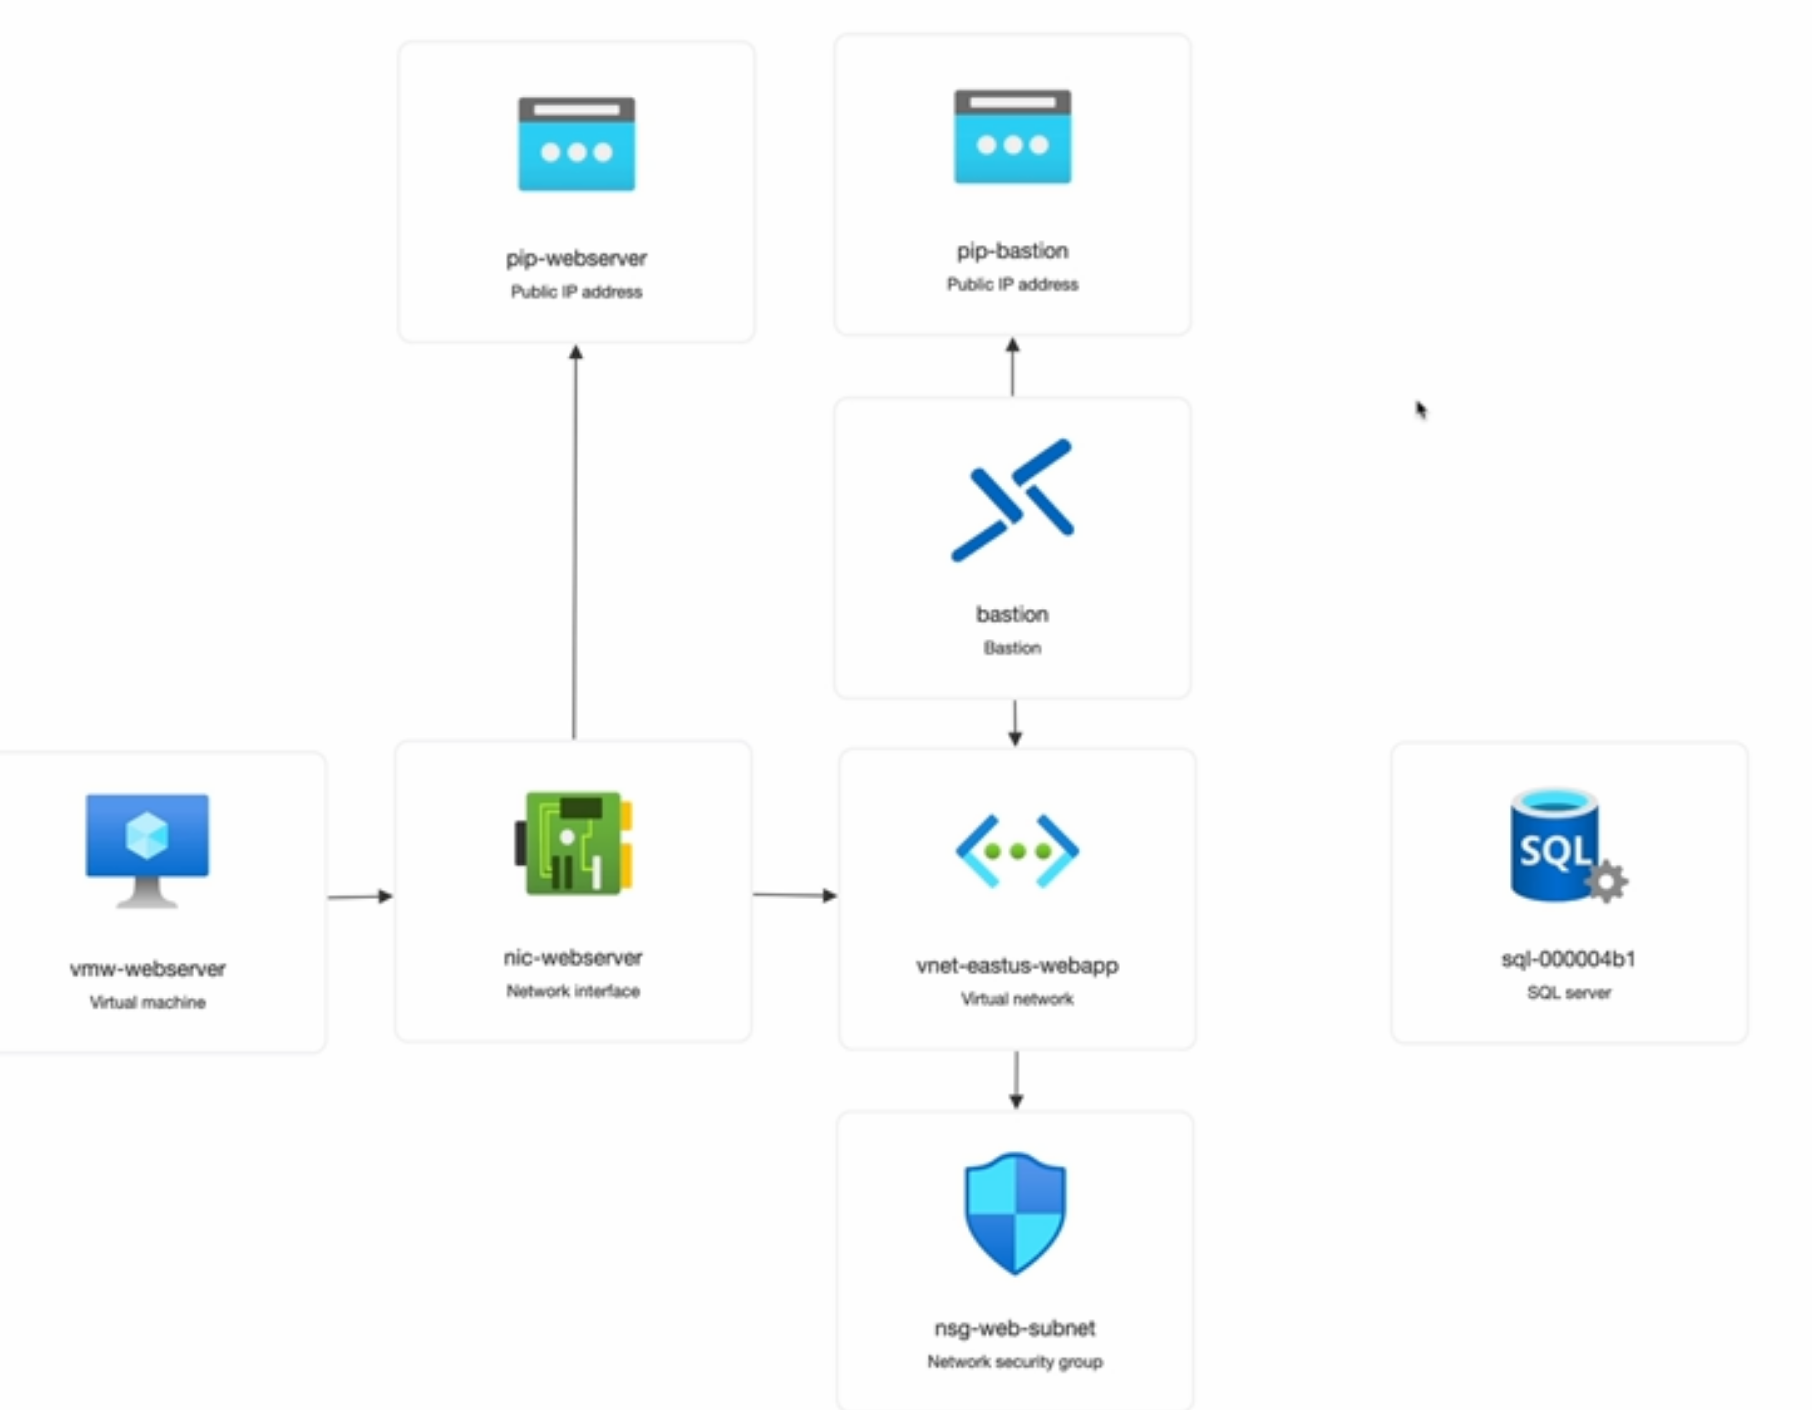 pip-webserver
Public IP address
pip-bastion
Public IP address
bastion
Bastion
vmw-webserver
Virtual machine
nic-webserver
Network interface
vnet-eastus-webapp
Virtual network
SQL
sql-000004b1
SQL server
nsg-web-subnet
Network security group